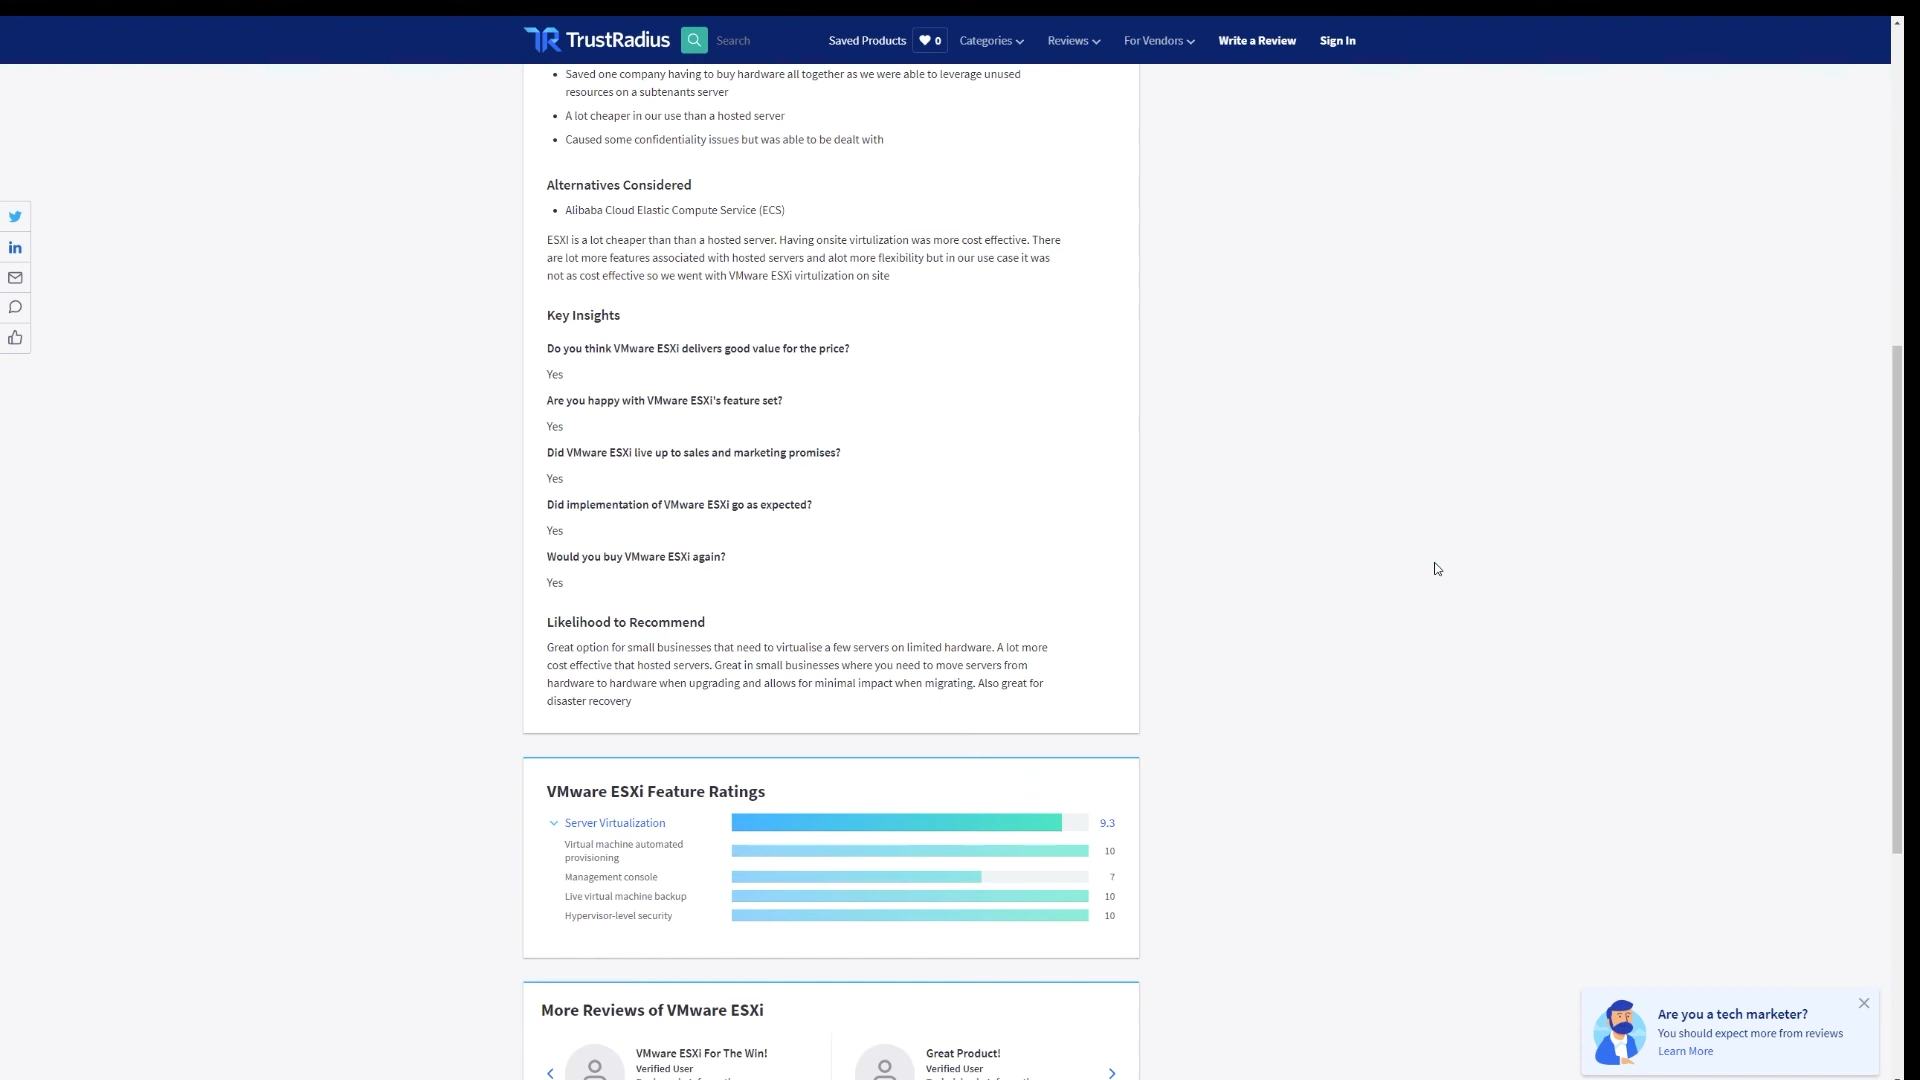 TrustRadius Search Saved Products 0 Categories Reviews For Vendors Write a Review Sign In
• Saved one company having to buy hardware all together as we were able to leverage unused
resources on a subtenants server
• A lot cheaper in our use than a hosted server
• Caused some confidentiality issues but was able to be dealt with
Alternatives Considered
• Alibaba Cloud Elastic Compute Service (ECS)
ESXI is a lot cheaper than than a hosted server. Having onsite virtulization was more cost effective. There
are lot more features associated with hosted servers and alot more flexibility but in our use case it was
not as cost effective so we went with VMware ESXi virtulization on site
Key Insights
Do you think VMware ESXi delivers good value for the price?
Yes
Are you happy with VMware ESXi's feature set?
Yes
Did VMware ESXi live up to sales and marketing promises?
Yes
Did implementation of VMware ESXi go as expected?
Yes
Would you buy VMware ESXi again?
Yes
Likelihood to Recommend
Great option for small businesses that need to virtualise a few servers on limited hardware. A lot more
cost effective that hosted servers. Great in small businesses where you need to move servers from
hardware to hardware when upgrading and allows for minimal impact when migrating. Also great for
disaster recovery
VMware ESXi Feature Ratings
Server Virtualization 9.3
Virtual machine automated
provisioning 10
Management console 7
Live virtual machine backup 10
Hypervisor-level security 10
More Reviews of VMware ESXi
VMware ESXi For The Win!
Verified User
Great Product!
Verified User
Are you a tech marketer?
You should expect more from reviews
Learn More